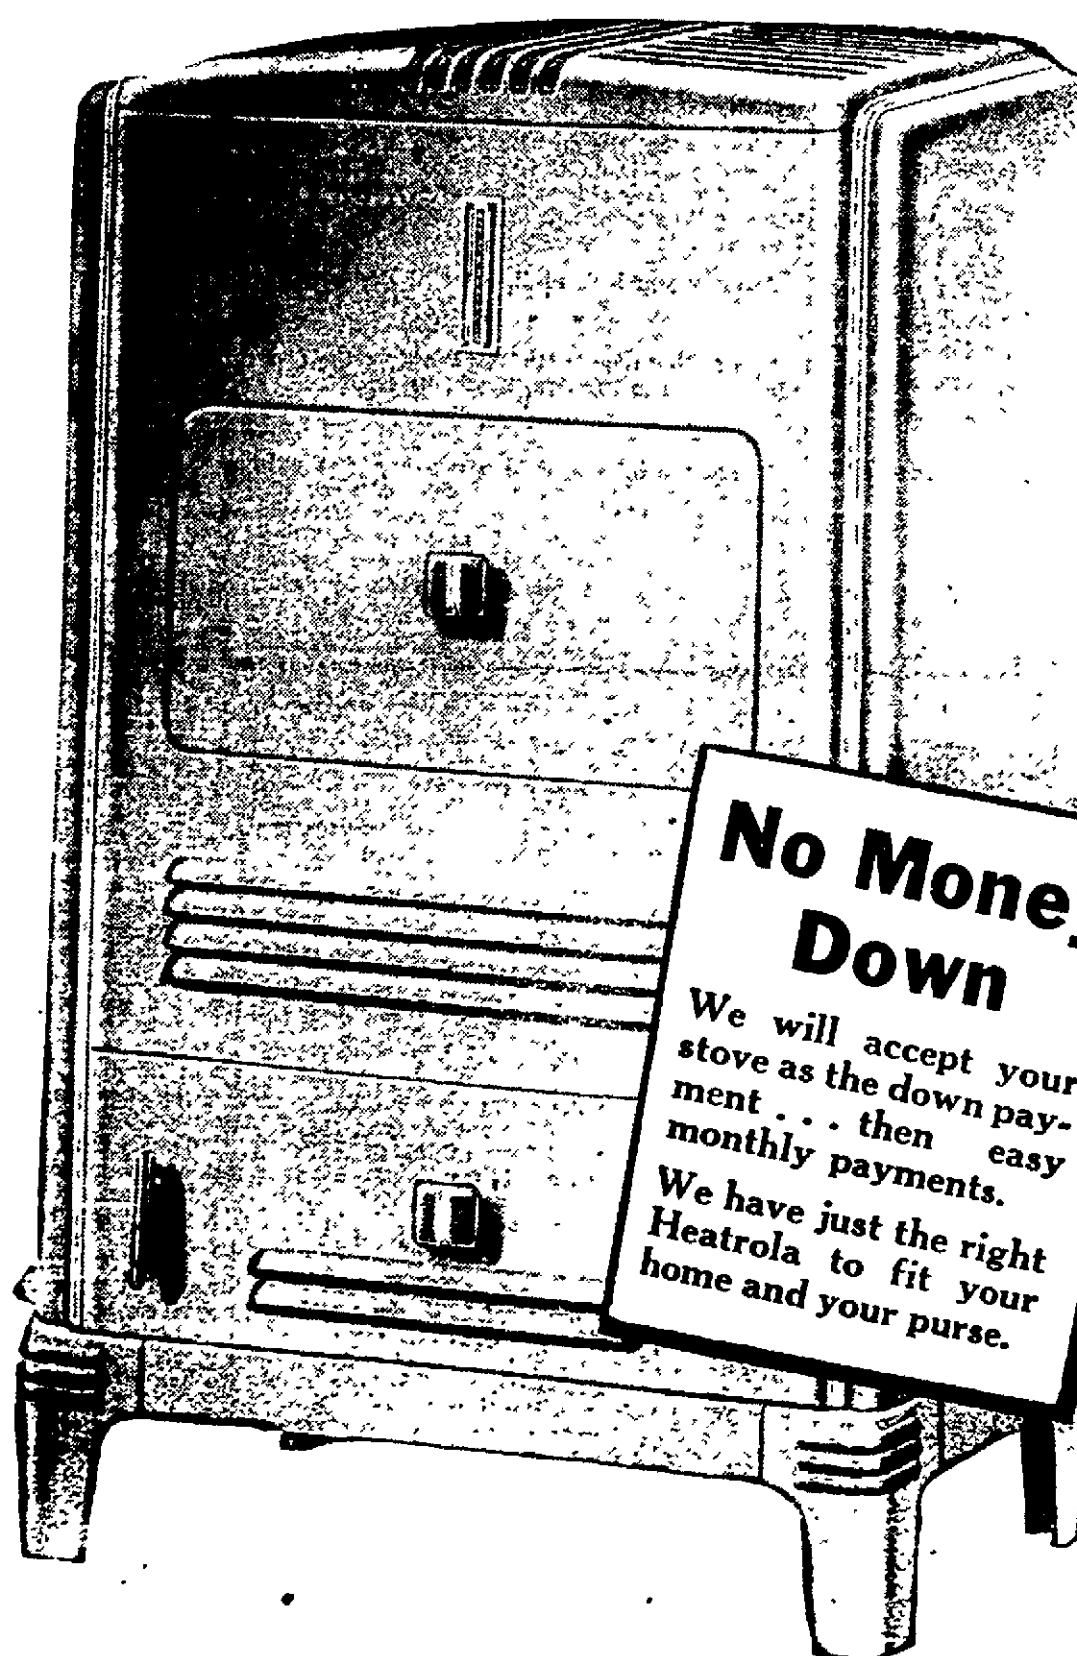 No Mone
Down
We will accept your
stove as the down pay-
ment . . . then easy
monthly payments.
We have just the right
Heatrola to fit your
home and your purse.